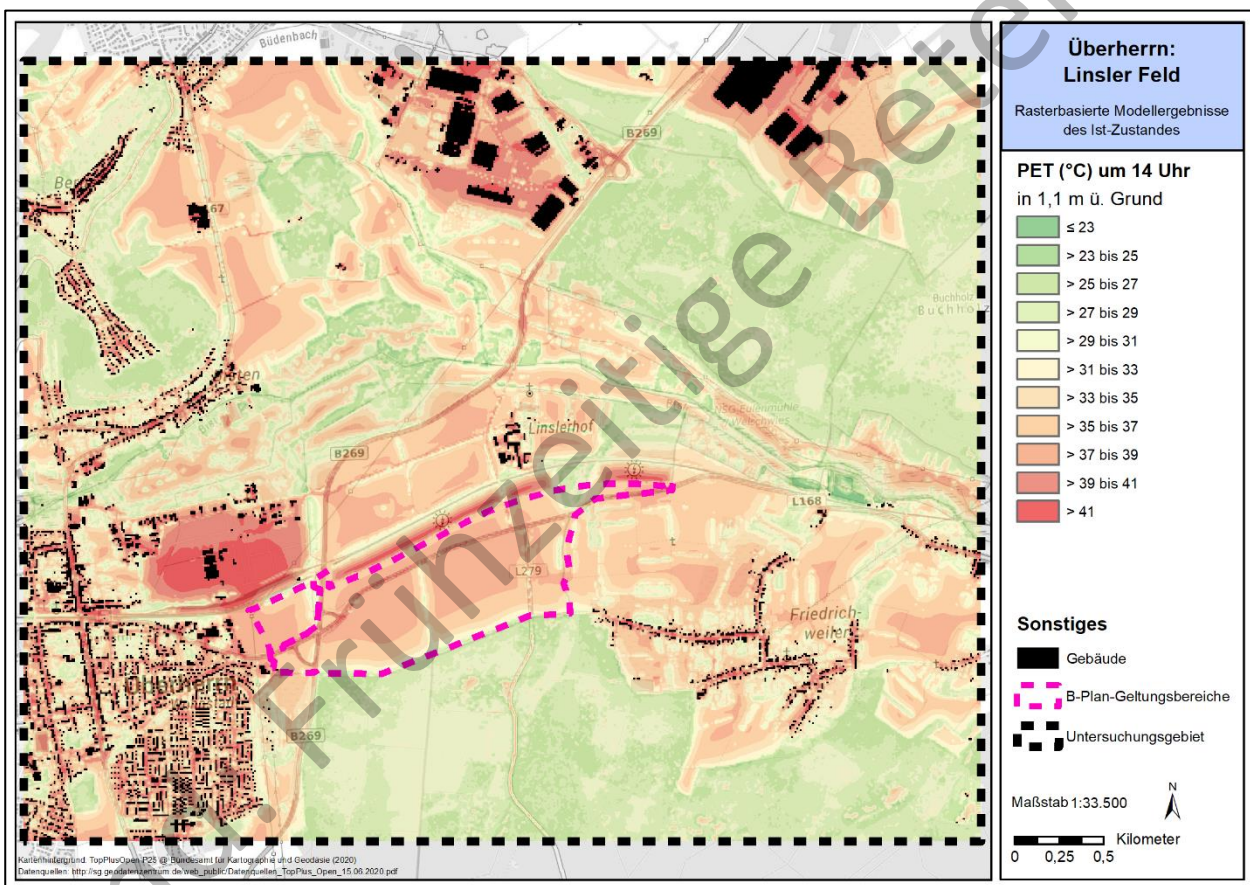 Büdenbach
B269
Linslerhof
B269
NSG-Eulenmühle
Buchholz
Buchholz
L168
L279
Friedrich-
weiler
B269
Kartenhintergrund: TopPlusOpen P25 @ Bundesamt für Kartographie und Geodäsie (2020)
Datenquellen: http://sg.geodatenzentrum.de/web_public/Datenquellen_TopPlus_Open_15.06.2020.pdf
Frühzeitige
Überherrn:
Linsler Feld
Rasterbasierte Modellergebnisse
des Ist-Zustandes
PET (°C) um 14 Uhr
in 1,1 m ü. Grund
≤ 23
> 23 bis 25
> 25 bis 27
> 27 bis 29
> 29 bis 31
> 31 bis 33
> 33 bis 35
> 35 bis 37
> 37 bis 39
> 39 bis 41
> 41
Sonstiges
Gebäude
B-Plan-Geltungsbereiche
Untersuchungsgebiet
Maßstab 1:33.500
N
Kilometer
0 0,25 0,5